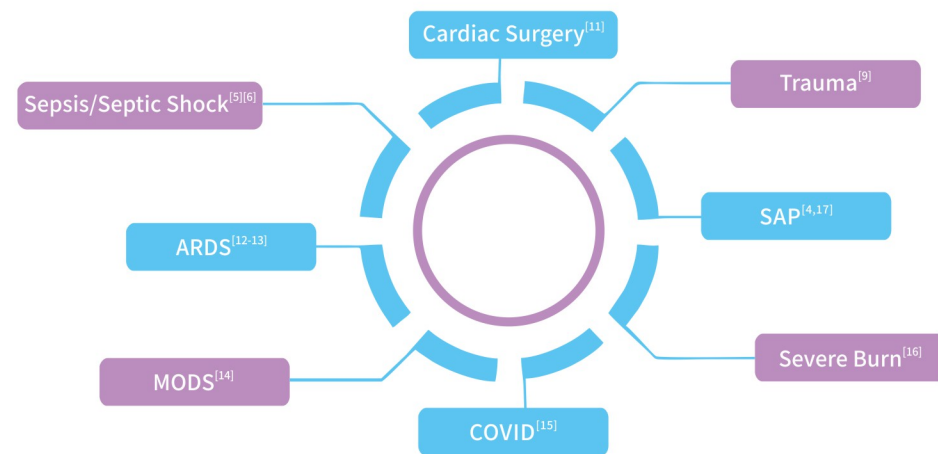 Cardiac Surgery[11]
Trauma[9]
Sepsis/Septic Shock[5][6]
SAP[4,17]
ARDS[12-13]
Severe Burn[16]
MODS[14]
COVID[15]